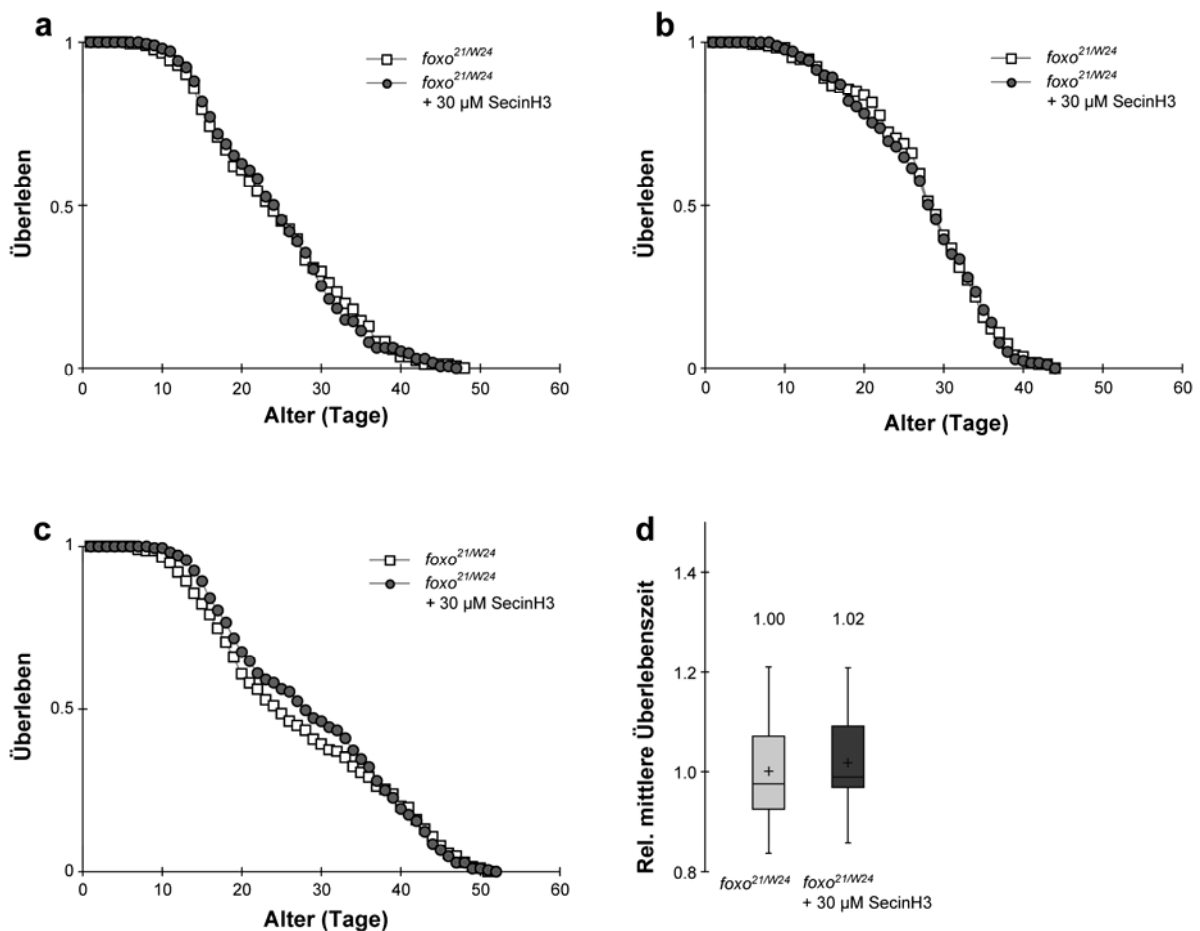 a
foxo21/W24
foxo21/W24
+ 30 µM SecinH3
Überleben
1
0.5
0
0 10 20 30 40 50 60
Alter (Tage)
b
foxo21/W24
foxo21/W24
+ 30 µM SecinH3
Überleben
1
0.5
0
0 10 20 30 40 50 60
Alter (Tage)
c
foxo21/W24
foxo21/W24
+ 30 µM SecinH3
Überleben
1
0.5
0
0 10 20 30 40 50 60
Alter (Tage)
d
Rel. mittlere Überlebenszeit
1.4
1.2
1.0
0.8
1.00 1.02
foxo21/W24
foxo21/W24
+ 30 µM SecinH3